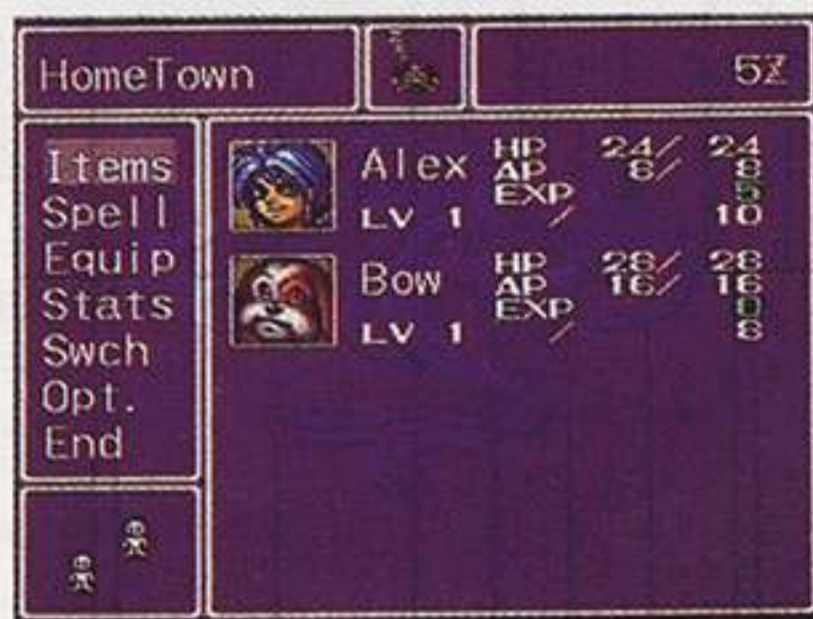 HomeTown
5Z
Items
Spell
Equip
Stats
Swch
Opt.
End
Alex HP 24/ 24
AP 8/ 8
EXP 5
LV 1 / 10
Bow HP 28/ 28
AP 16/ 16
EXP 0
LV 1 / 8